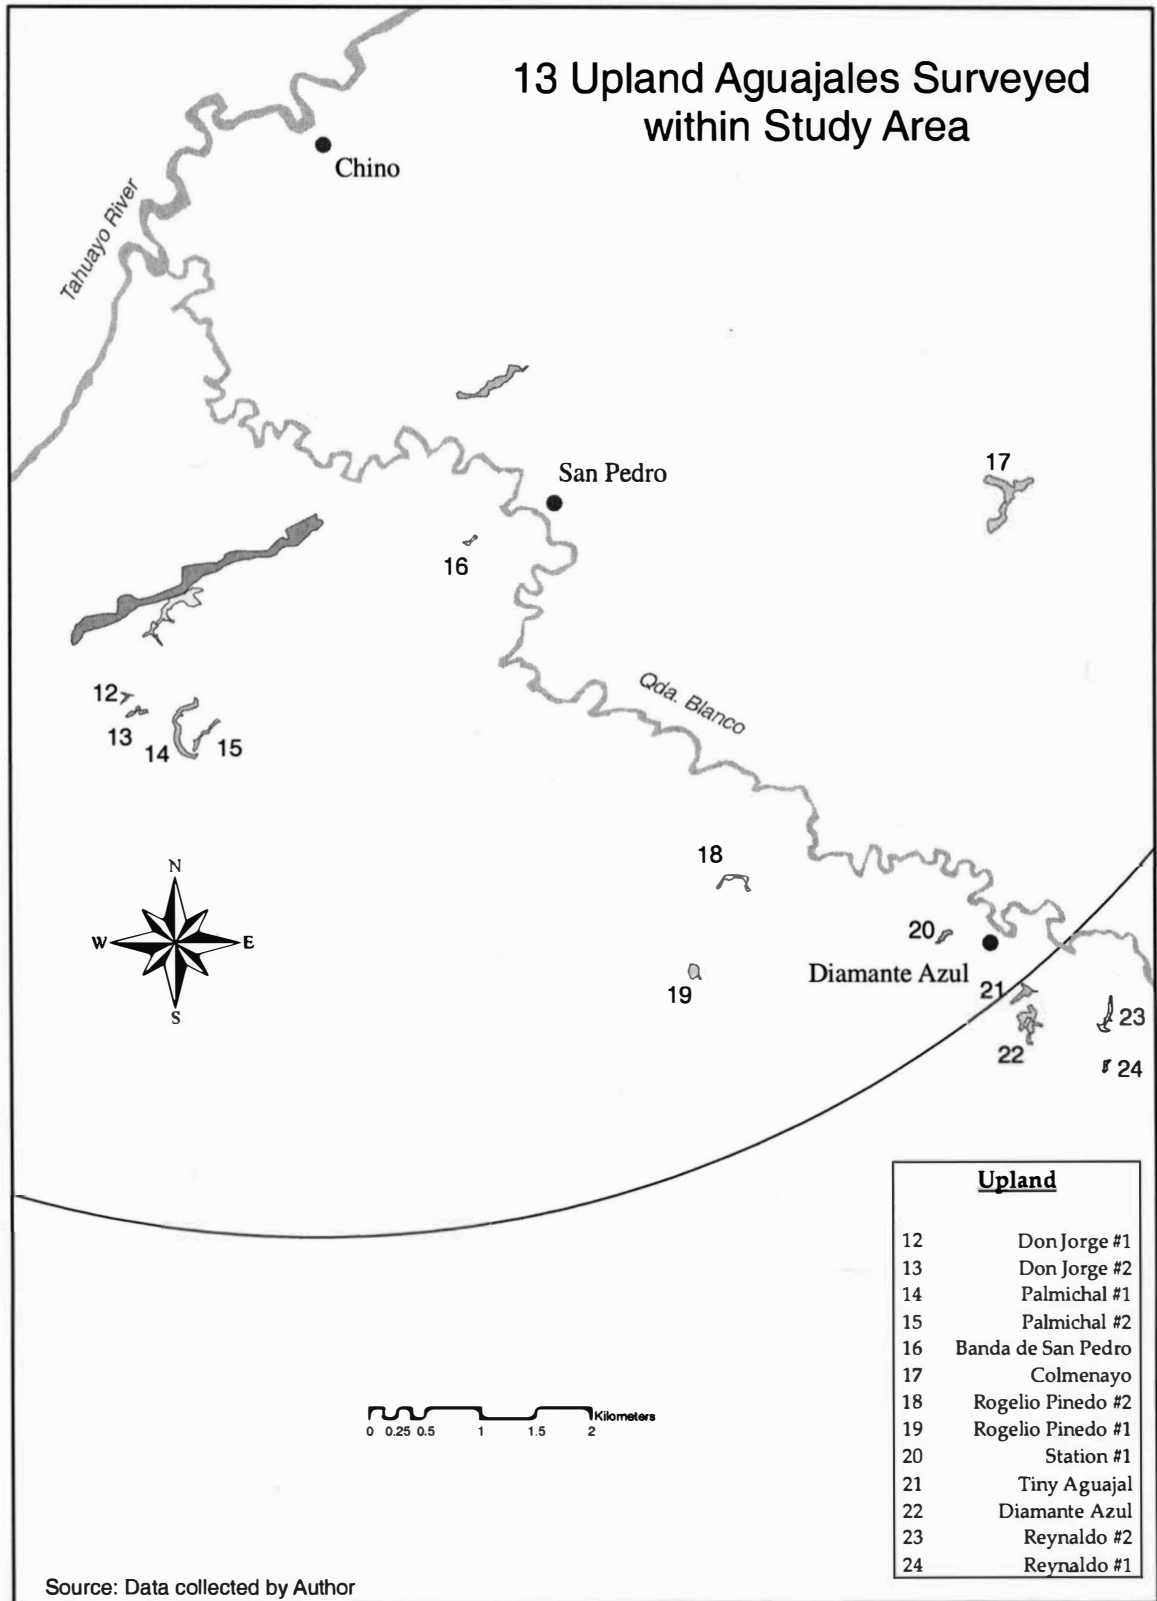 13 Upland Aguajales Surveyed
within Study Area
Chino
Tahuayo River
San Pedro
17
16
Qda. Blanco
12
13
14
15
18
N
W
E
S
20
Diamante Azul
19
21
22
23
24
Upland
12 Don Jorge #1
13 Don Jorge #2
14 Palmichal #1
15 Palmichal #2
16 Banda de San Pedro
17 Colmenayo
18 Rogelio Pinedo #2
19 Rogelio Pinedo #1
20 Station #1
21 Tiny Aguajal
22 Diamante Azul
23 Reynaldo #2
24 Reynaldo #1
Kilometers
0 0.25 0.5 1 1.5 2
Source: Data collected by Author